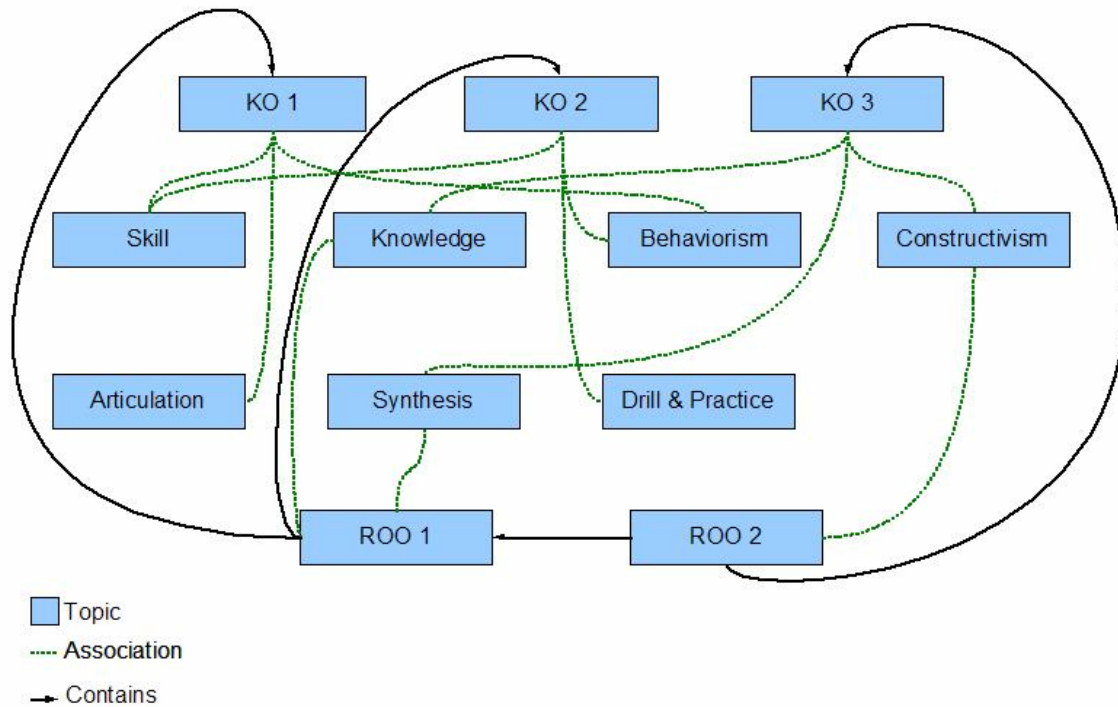 KO 1
KO 2
KO 3
Skill
Knowledge
Behaviorism
Constructivism
Articulation
Synthesis
Drill & Practice
ROO 1
ROO 2
Topic
Association
Contains